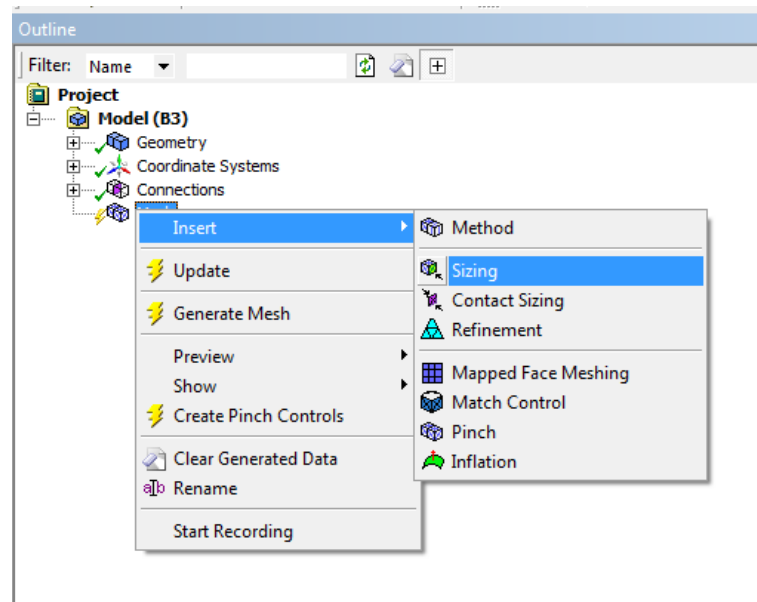 Outline
Filter: Name
Project
Model (B3)
Geometry
Coordinate Systems
Connections
Insert
Update
Generate Mesh
Preview
Show
Create Pinch Controls
Clear Generated Data
Rename
Start Recording
Method
Sizing
Contact Sizing
Refinement
Mapped Face Meshing
Match Control
Pinch
Inflation